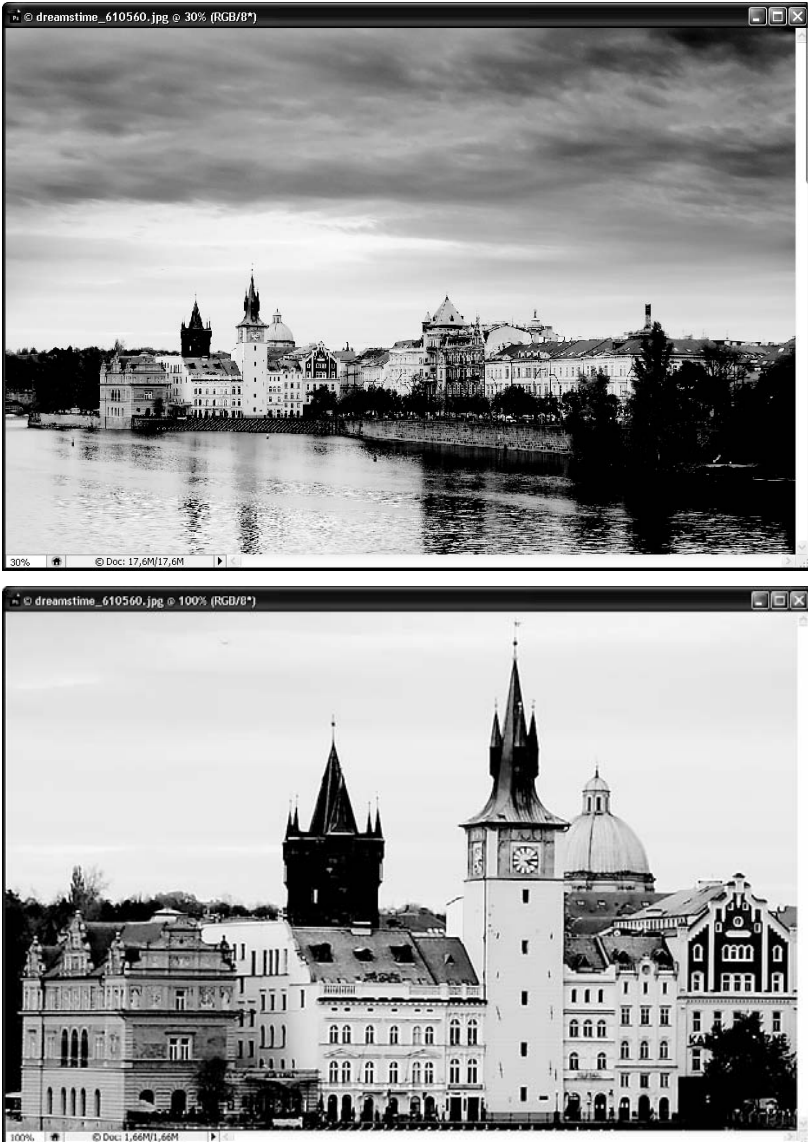 © dreamstime_610560.jpg @ 30% (RGB/8*)
30% © Doc: 17,6M/17,6M
© dreamstime_610560.jpg @ 100% (RGB/8*)
100% © Doc: 1,66M/1,66M